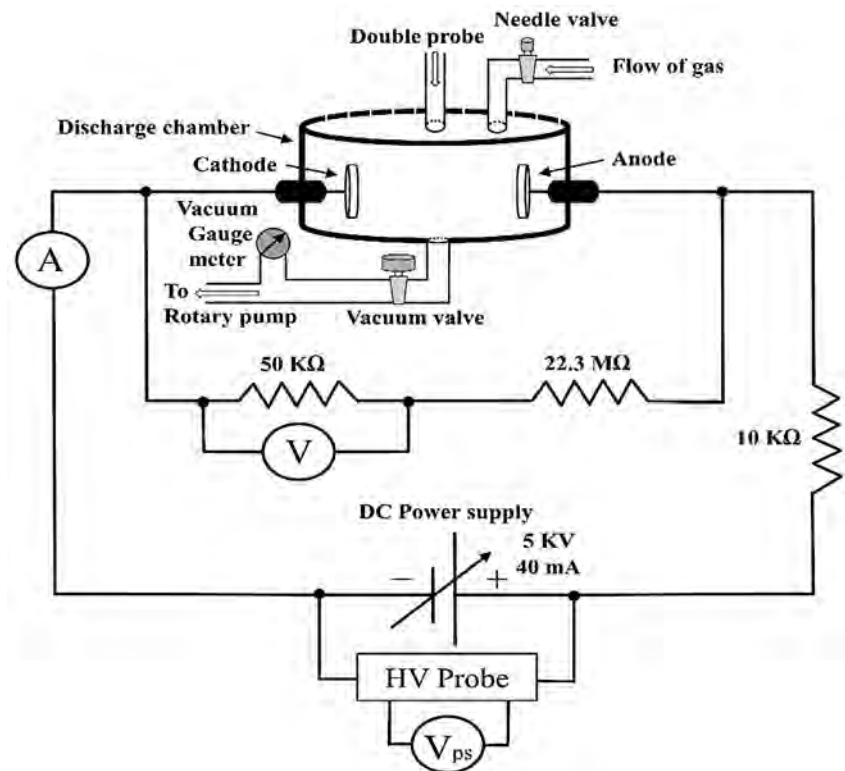 Needle valve
Double probe
Flow of gas
Discharge chamber
Cathode
Anode
Vacuum
Gauge
meter
A
To
Rotary pump
Vacuum valve
50 KΩ
22.3 MΩ
V
10 KΩ
DC Power supply
5 KV
40 mA
− +
HV Probe
Vps